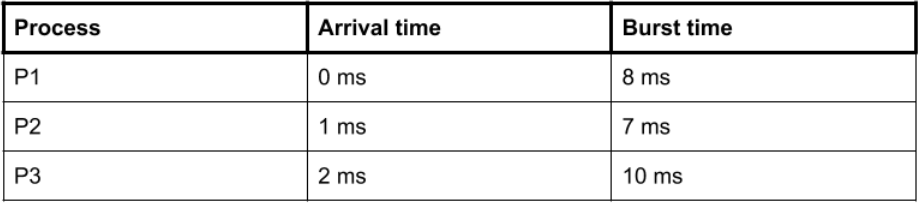 Process Arrival time Burst time
P1 0 ms 8 ms
P2 1 ms 7 ms
P3 2 ms 10 ms